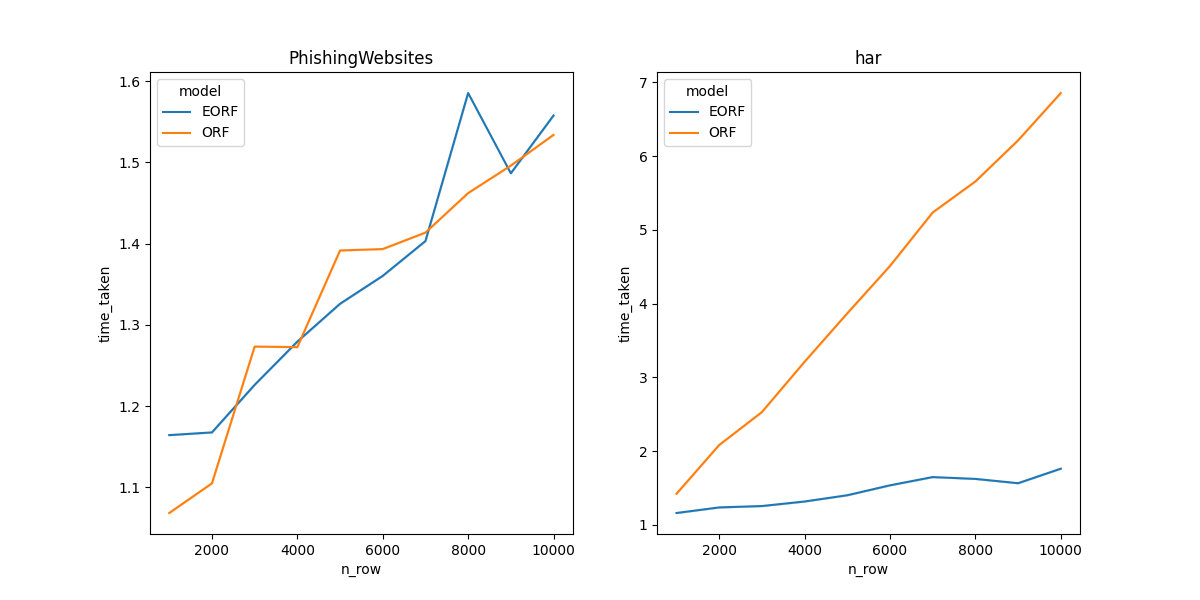 PhishingWebsites
model
EORF
ORF
time_taken
1.6
1.5
1.4
1.3
1.2
1.1
2000 4000 6000 8000 10000
n_row
har
model
EORF
ORF
time_taken
7
6
5
4
3
2
1
2000 4000 6000 8000 10000
n_row